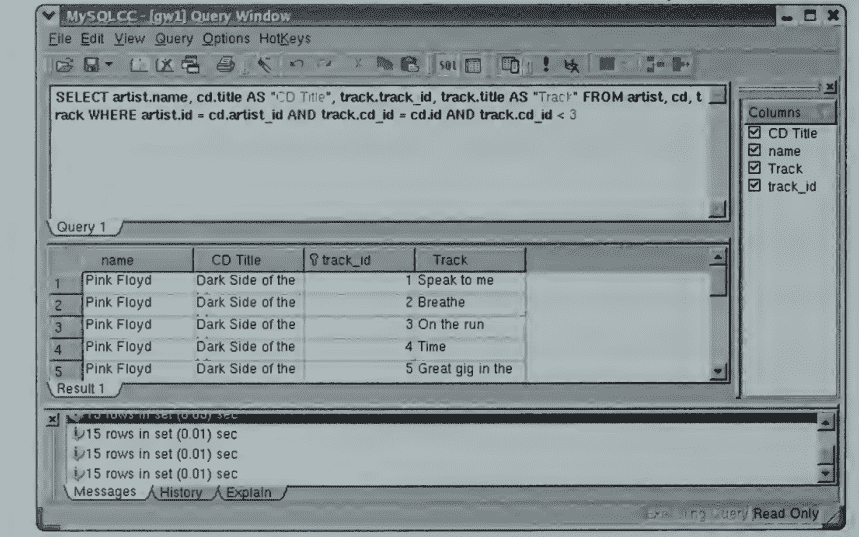 MySQLCC - [gw1] Query Window
File Edit View Query Options HotKeys
SQL
SELECT artist.name, cd.title AS "CD Title", track.track_id, track.title AS "Track" FROM artist, cd, t
rack WHERE artist.id = cd.artist_id AND track.cd_id = cd.id AND track.cd_id < 3
Query 1
Columns
CD Title
name
Track
track_id
name CD Title track_id Track
1 Pink Floyd Dark Side of the 1 Speak to me
2 Pink Floyd Dark Side of the 2 Breathe
3 Pink Floyd Dark Side of the 3 On the run
4 Pink Floyd Dark Side of the 4 Time
5 Pink Floyd Dark Side of the 5 Great gig in the
Result 1
15 rows in set sec
15 rows in set (0.01) sec
15 rows in set (0.01) sec
15 rows in set (0.01) sec
Messages History Explain
Query Read Only